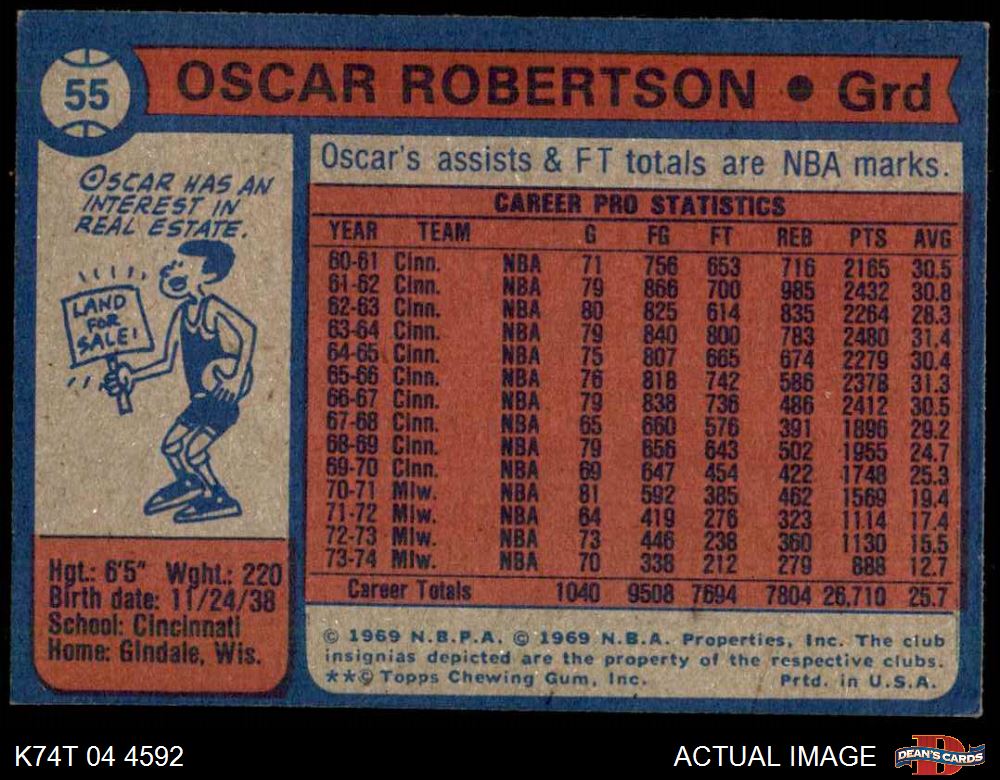 55
OSCAR ROBERTSON • Grd
OSCAR HAS AN
INTEREST IN
REAL ESTATE.
LAND
FOR
SALE!
Hgt.: 6'5" Wght.: 220
Birth date: 11/24/38
School: Cincinnati
Home: Glndale, Wis.
Oscar's assists & FT totals are NBA marks.
CAREER PRO STATISTICS
YEAR TEAM G FG FT REB PTS AVG
60-61 Cinn. NBA 71 756 653 716 2165 30.5
61-62 Cinn. NBA 79 866 700 985 2432 30.8
62-63 Cinn. NBA 80 825 614 835 2264 28.3
63-64 Cinn. NBA 79 840 800 783 2480 31.4
64-65 Cinn. NBA 75 807 665 674 2279 30.4
65-66 Cinn. NBA 76 818 742 586 2378 31.3
66-67 Cinn. NBA 79 838 736 486 2412 30.5
67-68 Cinn. NBA 65 660 576 391 1896 29.2
68-69 Cinn. NBA 79 656 643 502 1955 24.7
69-70 Cinn. NBA 69 647 454 422 1748 25.3
70-71 Mlw. NBA 81 592 385 462 1569 19.4
71-72 Mlw. NBA 64 419 276 323 1114 17.4
72-73 Mlw. NBA 73 446 238 360 1130 15.5
73-74 Mlw. NBA 70 338 212 279 888 12.7
Career Totals 1040 9508 7694 7804 26,710 25.7
© 1969 N.B.P.A. © 1969 N.B.A. Properties, Inc. The club
insignias depicted are the property of the respective clubs.
**© Topps Chewing Gum, Inc. Prtd. in U.S.A.
K74T 04 4592
ACTUAL IMAGE
D
DEAN'S CARDS